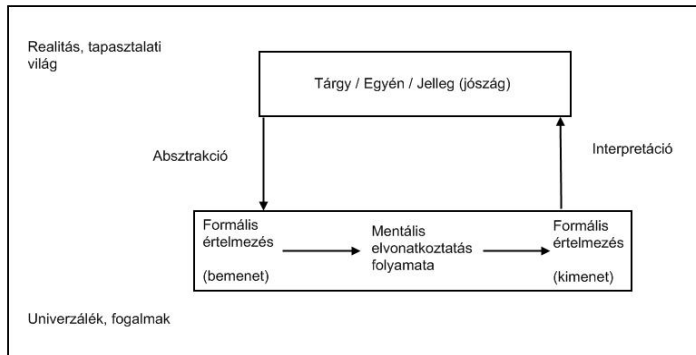 Realitás, tapasztalati
világ
Tárgy / Egyén / Jelleg (jószág)
Absztrakció
Interpretáció
Formális
értelmezés
(bemenet)
Mentális
elvonatkoztatás
folyamata
Formális
értelmezés
(kimenet)
Univerzálék, fogalmak